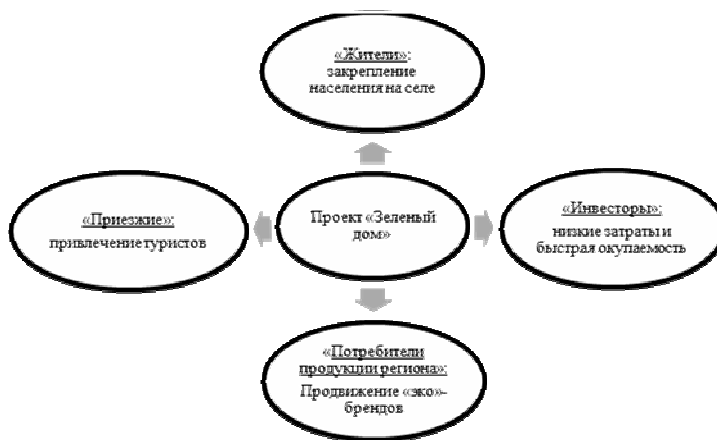 «Жители»:
закрепление
населения на селе
«Приезжие»:
привлечение туристов
Проект «Зеленый
дом»
«Инвесторы»:
низкие затраты и
быстрая окупаемость
«Потребители
продукции региона»:
Продвижение «эко»-
брендов